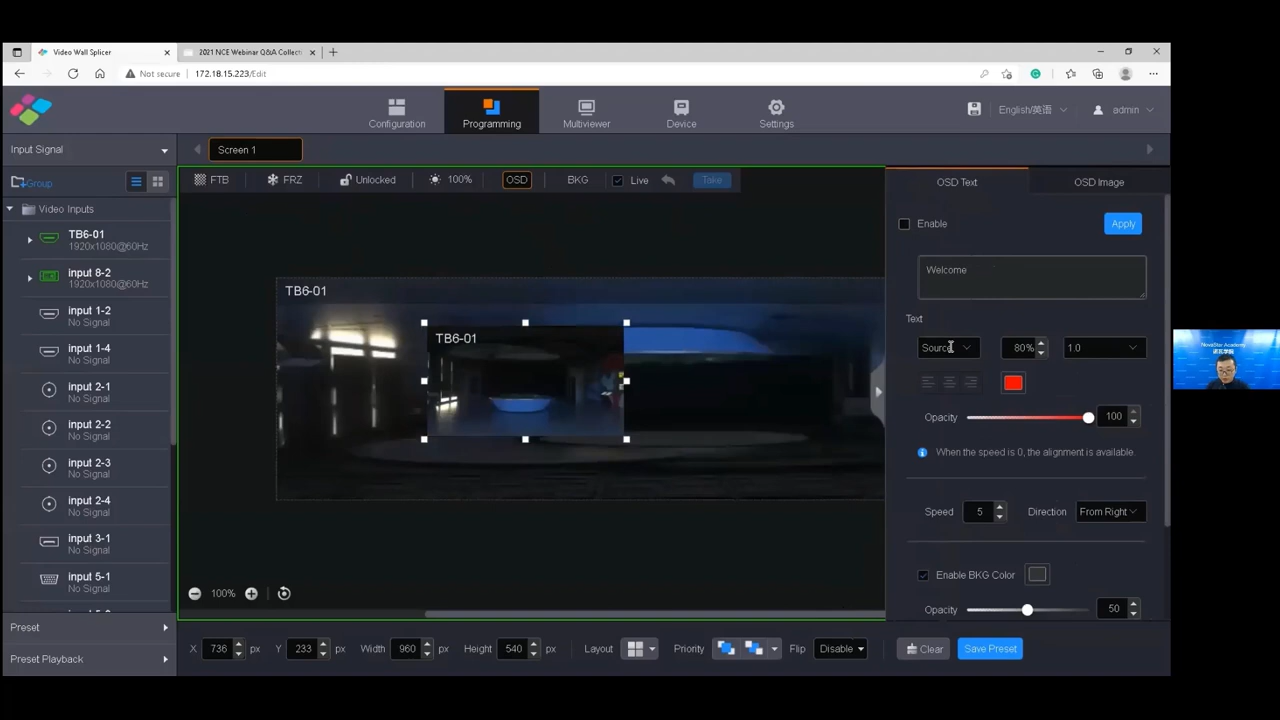 Video Wall Splicer
2021 NCE Webinar Q&A Collect
Not secure
172.18.15.223/Edit
Configuration
Programming
Multiviewer
Device
Settings
English/英语
admin
Input Signal
Screen 1
Group
FTB
FRZ
Unlocked
100%
OSD
BKG
Live
Take
OSD Text
OSD Image
Video Inputs
TB6-01
1920x1080@60Hz
input 8-2
1920x1080@60Hz
input 1-2
No Signal
input 1-4
No Signal
input 2-1
No Signal
input 2-2
No Signal
input 2-3
No Signal
input 2-4
No Signal
input 3-1
No Signal
input 5-1
No Signal
TB6-01
TB6-01
Enable
Apply
Welcome
Text
Source
80%
1.0
Opacity
100
When the speed is 0, the alignment is available.
Speed
5
Direction
From Right
Enable BKG Color
Opacity
50
100%
Preset
Preset Playback
X
736
px
Y
233
px
Width
960
px
Height
540
px
Layout
Priority
Flip
Disable
Clear
Save Preset
NovaStar Academy
诺瓦学院